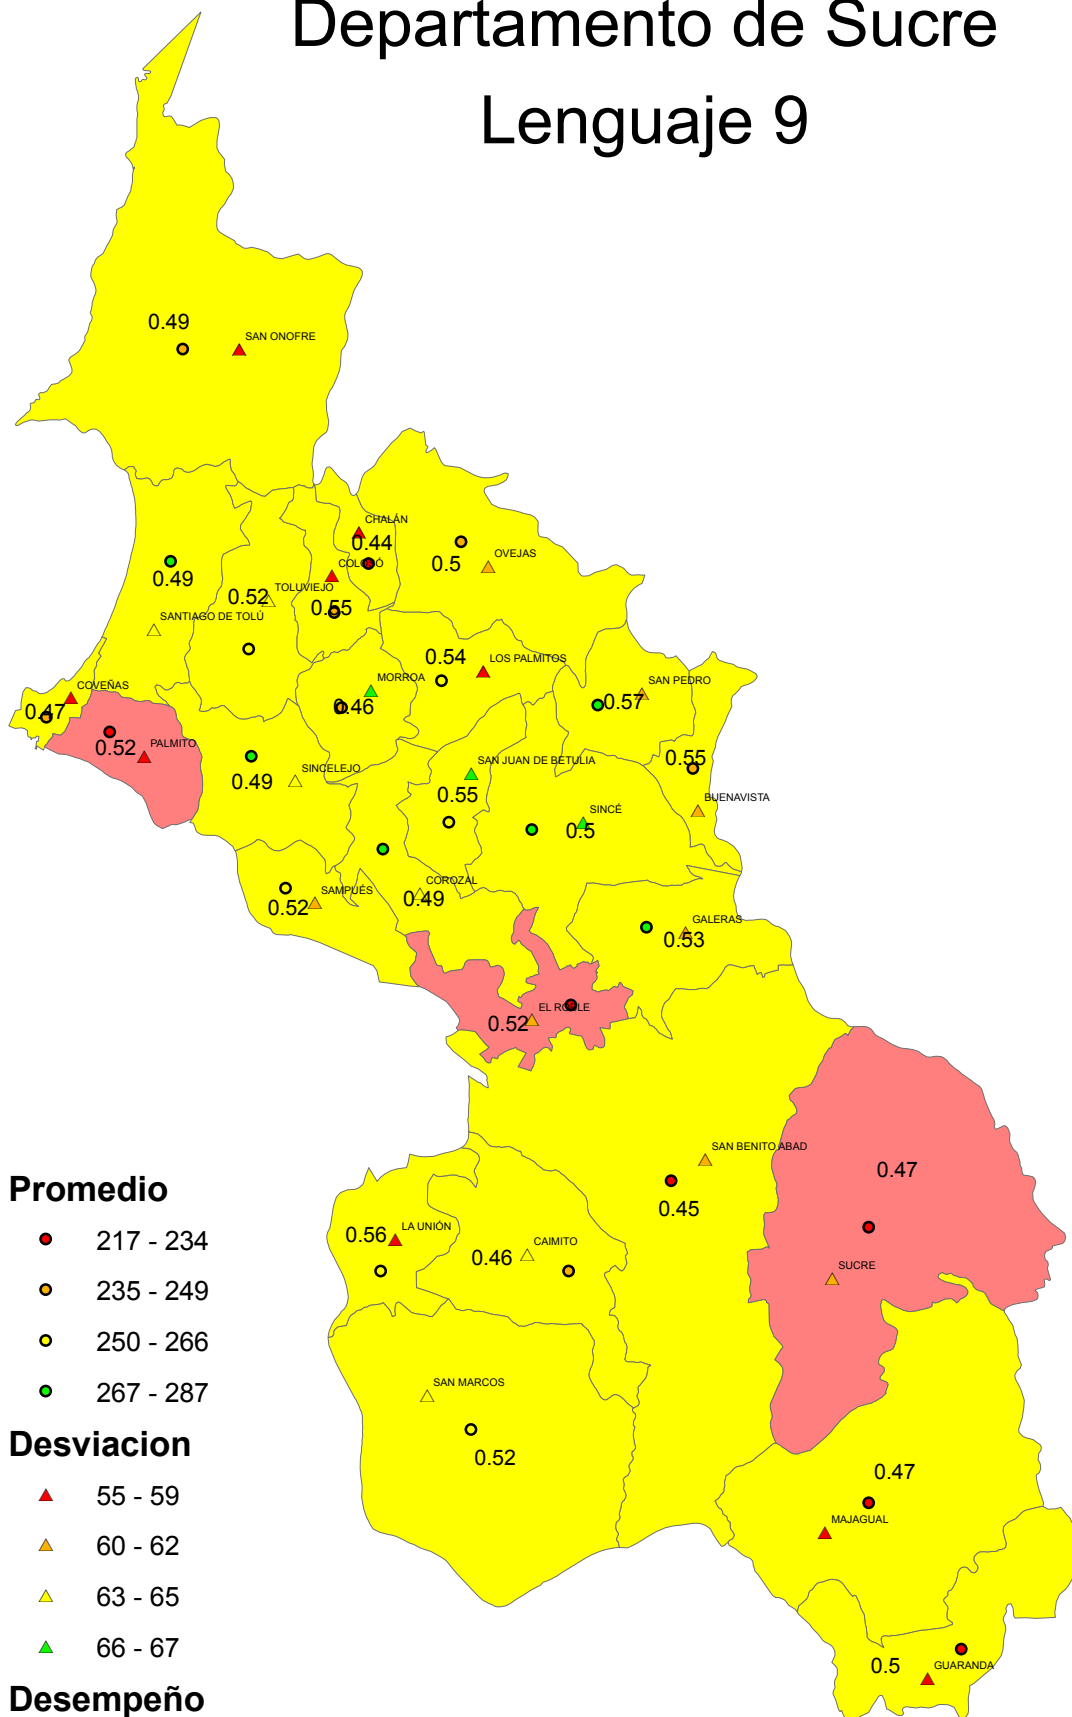 Departamento de Sucre
Lenguaje 9
0.49
SAN ONOFRE
CHALÁN
0.44
0.5
OVEJAS
COLOSÓ
0.49
0.52
TOLUVIEJO
0.55
SANTIAGO DE TOLÚ
0.54
LOS PALMITOS
MORROA
0.46
SAN PEDRO
0.57
COVEÑAS
0.47
0.52
PALMITO
0.49
SINCELEJO
SAN JUAN DE BETULIA
0.55
0.55
BUENAVISTA
SINCÉ
0.5
COROZAL
0.49
SAMPUÉS
0.52
GALERAS
0.53
EL ROBLE
0.52
SAN BENITO ABAD
0.45
0.47
SUCRE
LA UNIÓN
0.56
CAIMITO
0.46
SAN MARCOS
0.52
0.47
MAJAGUAL
0.5
GUARANDA
Promedio
217 - 234
235 - 249
250 - 266
267 - 287
Desviacion
55 - 59
60 - 62
63 - 65
66 - 67
Desempeño